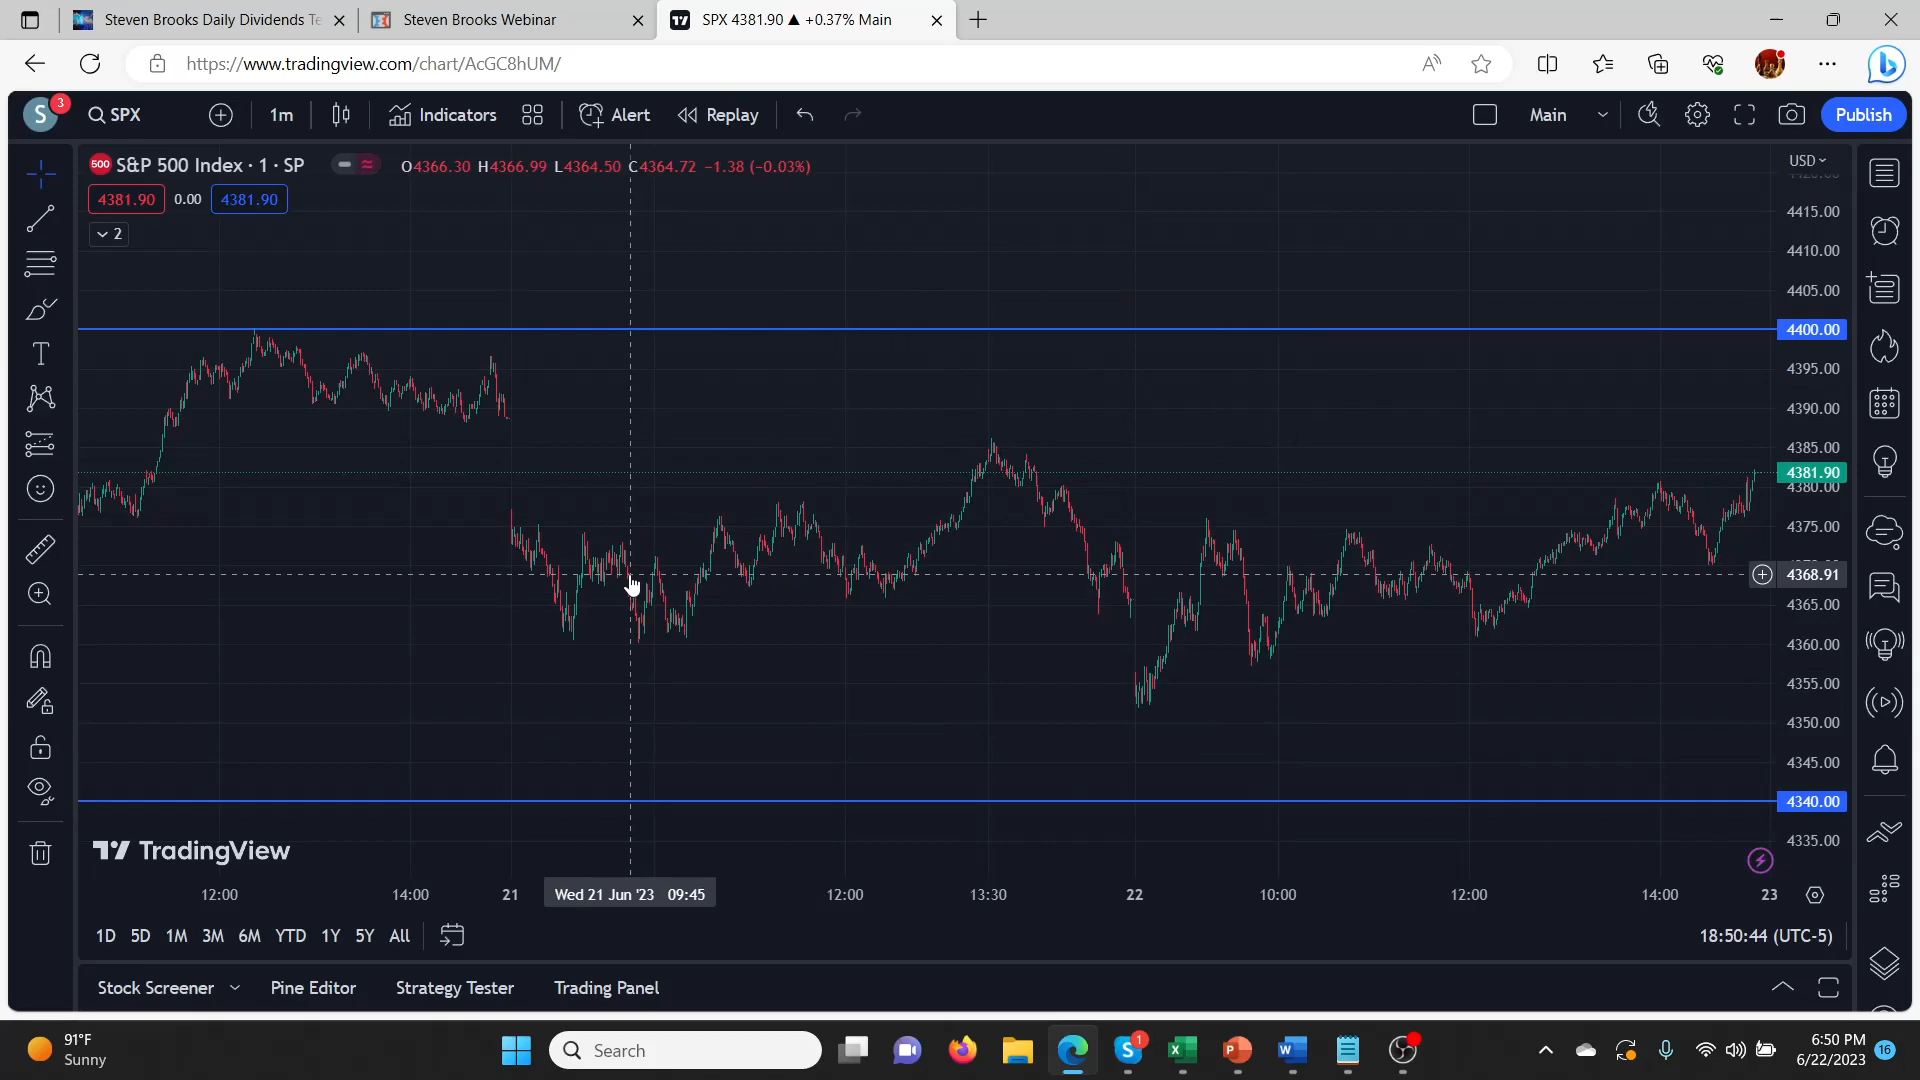 Steven Brooks Daily Dividends Te
Steven Brooks Webinar
SPX 4381.90 ▲ +0.37% Main
https://www.tradingview.com/chart/AcGC8hUM/
S 3
SPX
1m
Indicators
Alert
Replay
Main
Publish
500 S&P 500 Index · 1 · SP
O4366.30 H4366.99 L4364.50 C4364.72 −1.38 (−0.03%)
USD
4381.90 0.00 4381.90
2
4415.00
4410.00
4405.00
4400.00
4395.00
4390.00
4385.00
4381.90
4380.00
4375.00
4368.91
4365.00
4360.00
4355.00
4350.00
4345.00
4340.00
4335.00
TradingView
12:00 14:00 21 Wed 21 Jun '23 09:45 12:00 13:30 22 10:00 12:00 14:00 23
1D 5D 1M 3M 6M YTD 1Y 5Y All
18:50:44 (UTC-5)
Stock Screener Pine Editor Strategy Tester Trading Panel
91°F
Sunny
Search
1
6:50 PM
6/22/2023
16